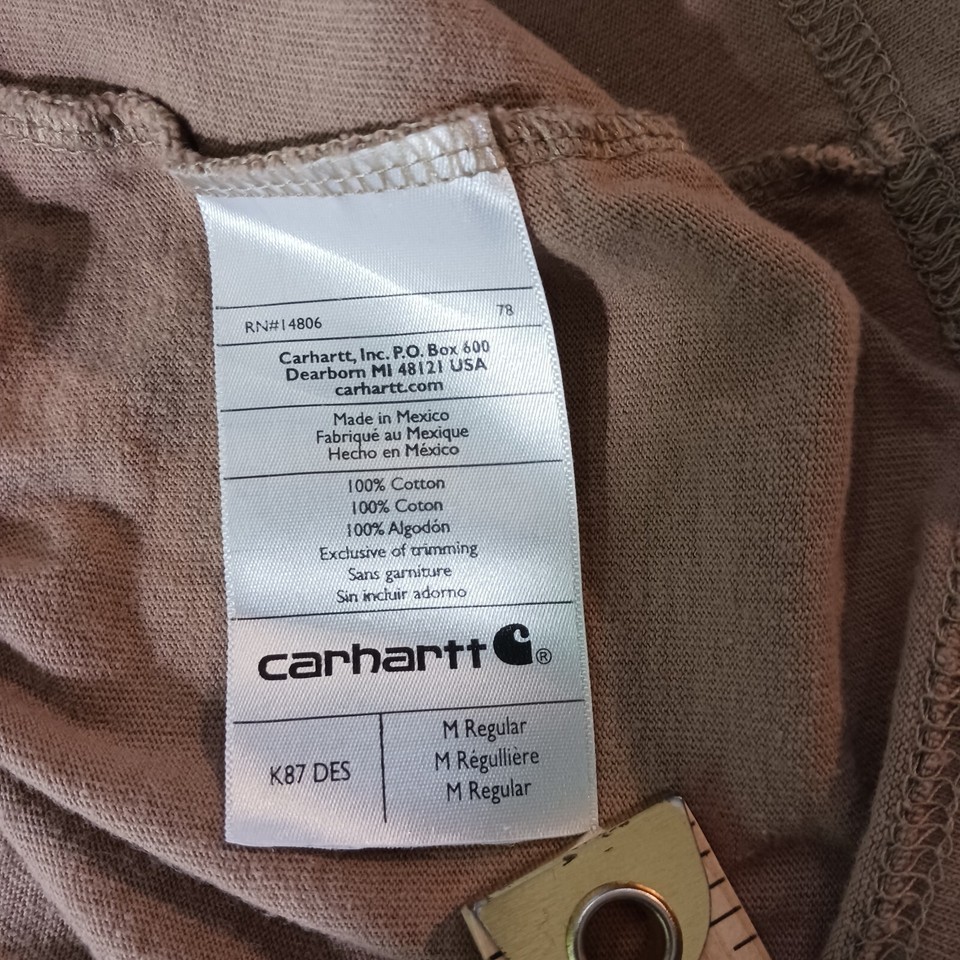 RN#14806 78
Carhartt, Inc. P.O. Box 600
Dearborn MI 48121 USA
carhartt.com
Made in Mexico
Fabriqué au Mexique
Hecho en México
100% Cotton
100% Coton
100% Algodón
Exclusive of trimming
Sans garniture
Sin incluir adorno
carhartt ®
K87 DES
M Regular
M Régullière
M Regular